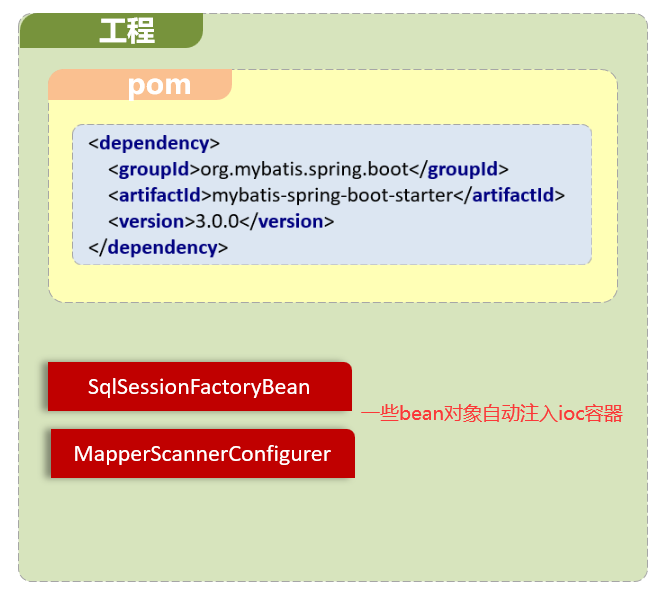 工程
pom
<dependency>
<groupId>org.mybatis.spring.boot</groupId>
<artifactId>mybatis-spring-boot-starter</artifactId>
<version>3.0.0</version>
</dependency>
SqlSessionFactoryBean
一些bean对象自动注入ioc容器
MapperScannerConfigurer